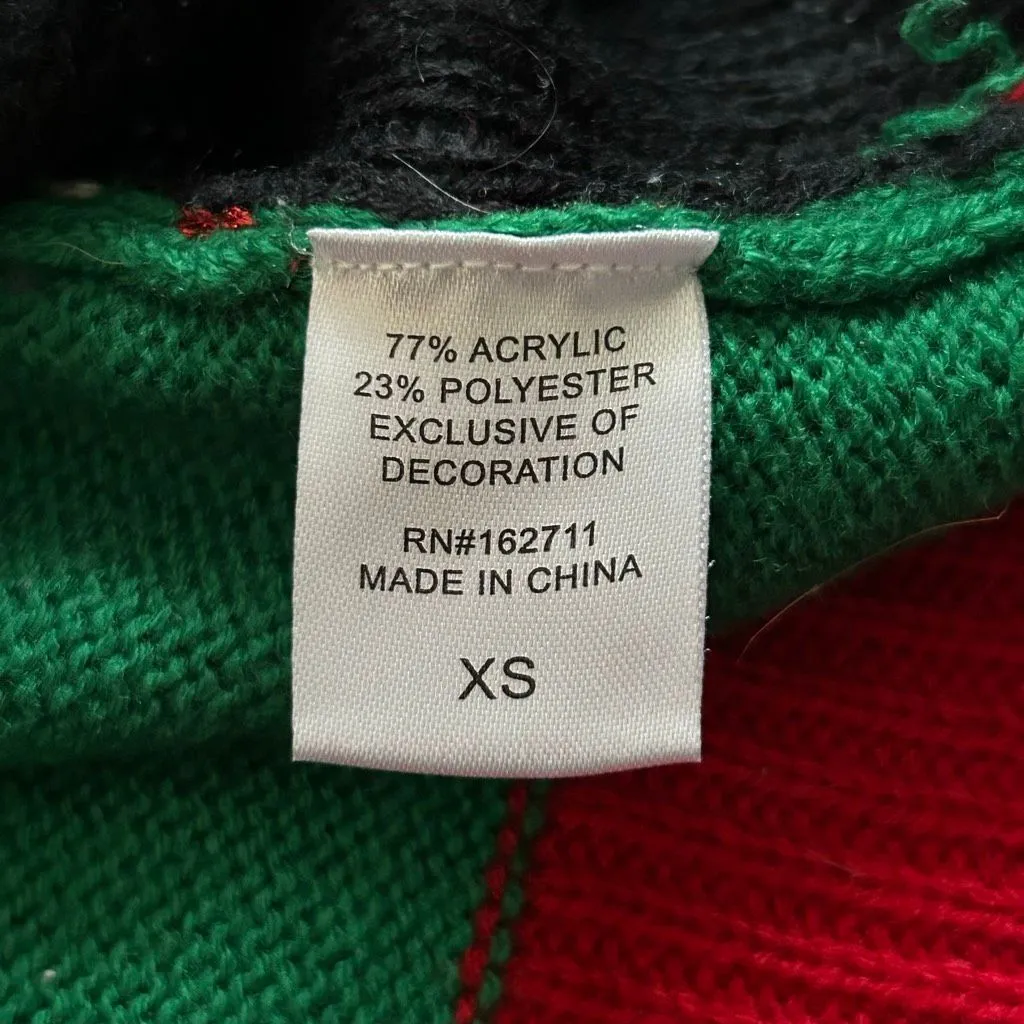 77% ACRYLIC
23% POLYESTER
EXCLUSIVE OF
DECORATION
RN#162711
MADE IN CHINA
XS